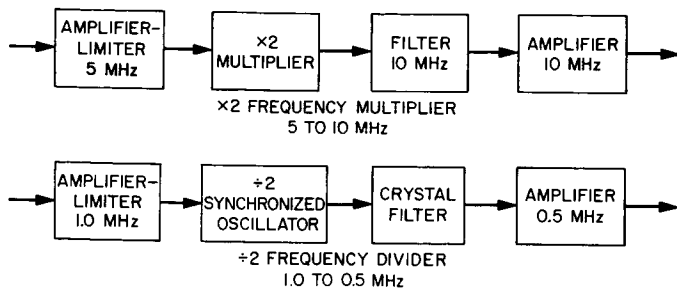 AMPLIFIER-
LIMITER
5 MHz
×2
MULTIPLIER
FILTER
10 MHz
AMPLIFIER
10 MHz
×2 FREQUENCY MULTIPLIER
5 TO 10 MHz
AMPLIFIER-
LIMITER
1.0 MHz
÷2
SYNCHRONIZED
OSCILLATOR
CRYSTAL
FILTER
AMPLIFIER
0.5 MHz
÷2 FREQUENCY DIVIDER
1.0 TO 0.5 MHz